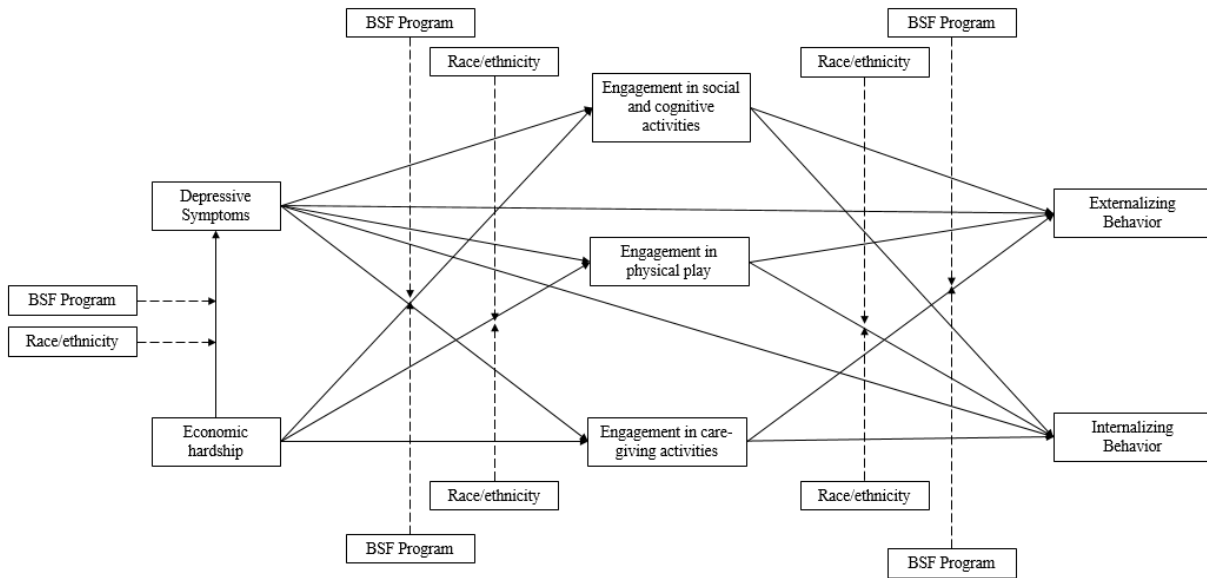 BSF Program
BSF Program
Race/ethnicity
Race/ethnicity
Engagement in social
and cognitive
activities
Depressive
Symptoms
Externalizing
Behavior
Engagement in
physical play
BSF Program
Race/ethnicity
Economic
hardship
Engagement in care-
giving activities
Internalizing
Behavior
Race/ethnicity
Race/ethnicity
BSF Program
BSF Program